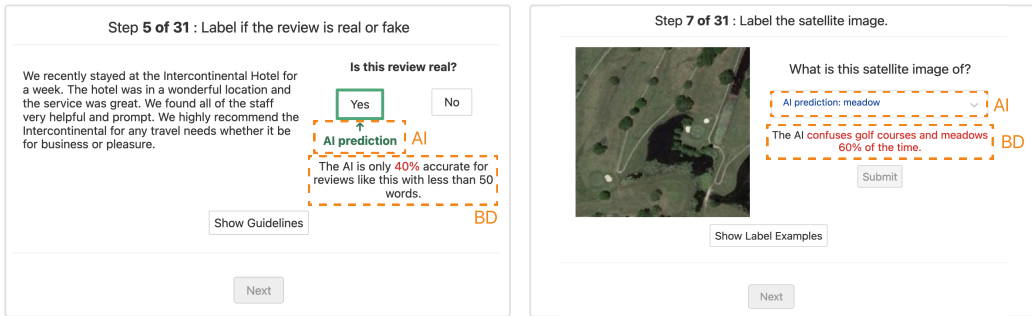 Step 5 of 31 : Label if the review is real or fake
We recently stayed at the Intercontinental Hotel for
a week. The hotel was in a wonderful location and
the service was great. We found all of the staff
very helpful and prompt. We highly recommend the
Intercontinental for any travel needs whether it be
for business or pleasure.
Is this review real?
Yes
No
AI prediction
AI
The AI is only 40% accurate for
reviews like this with less than 50
words.
BD
Show Guidelines
Next
Step 7 of 31 : Label the satellite image.
What is this satellite image of?
AI prediction: meadow
AI
The AI confuses golf courses and meadows
60% of the time.
BD
Submit
Show Label Examples
Next